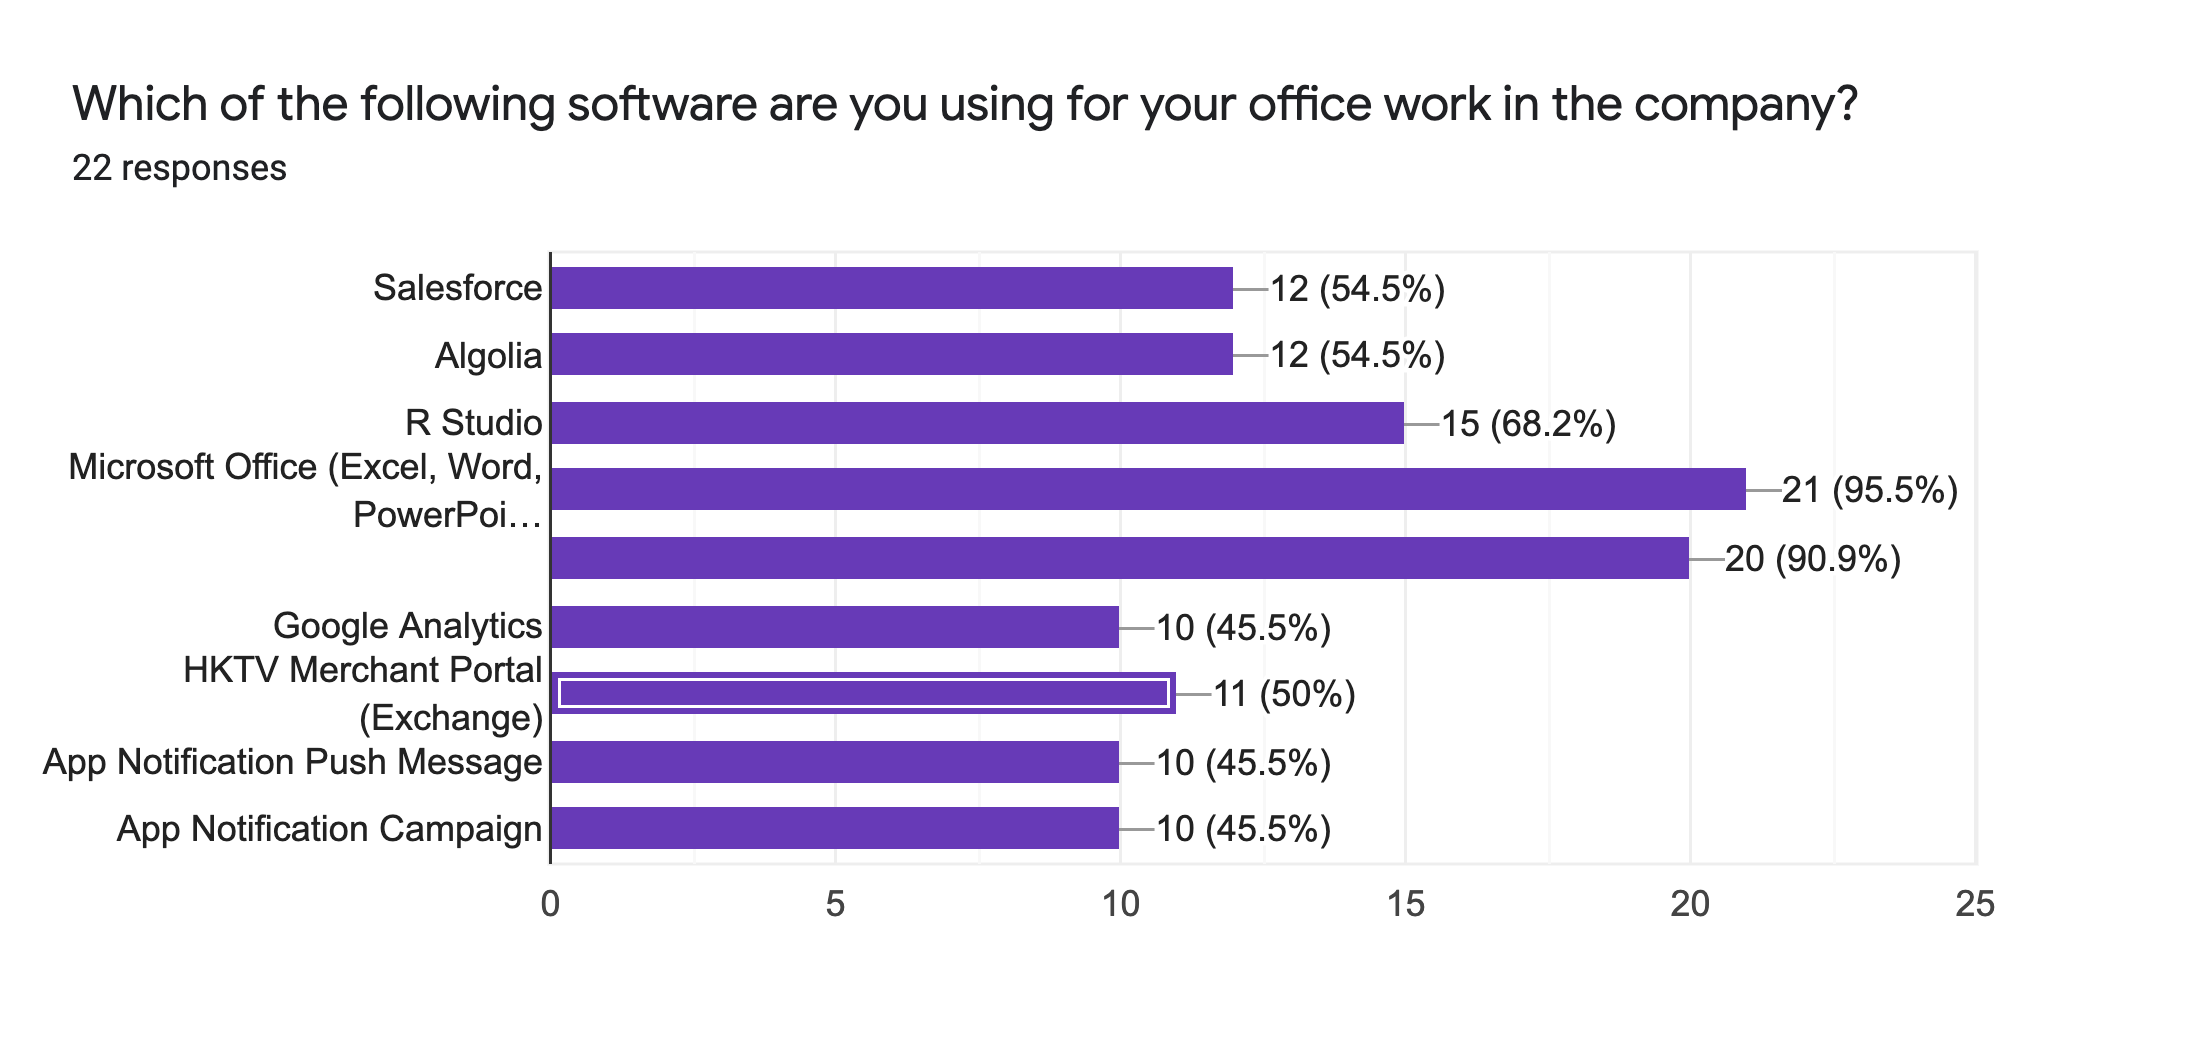 Which of the following software are you using for your office work in the company?
22 responses
Salesforce
12 (54.5%)
Algolia
12 (54.5%)
R Studio
15 (68.2%)
Microsoft Office (Excel, Word,
PowerPoi…
21 (95.5%)
20 (90.9%)
Google Analytics
10 (45.5%)
HKTV Merchant Portal
(Exchange)
11 (50%)
App Notification Push Message
10 (45.5%)
App Notification Campaign
10 (45.5%)
0 5 10 15 20 25